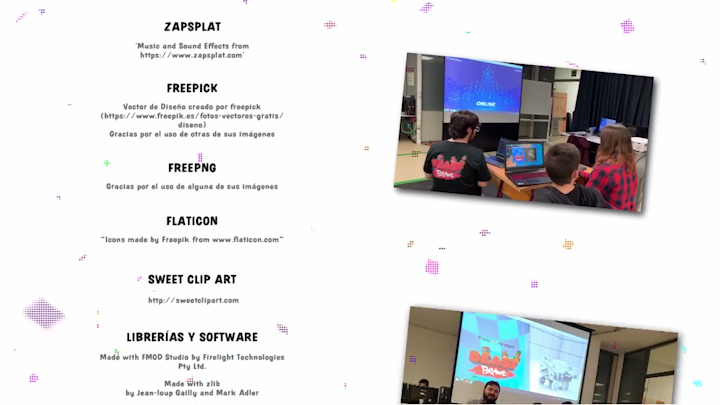 ZAPSPLAT
'Music and Sound Effects from
https://www.zapsplat.com'
FREEPICK
Vector de Diseño creado por freepick
(https://www.freepik.es/fotos-vectores-gratis/
diseno)
Gracias por el uso de otras de sus imágenes
FREEPNG
Gracias por el uso de alguna de sus imágenes
FLATICON
"Icons made by Freepik from www.flaticon.com"
SWEET CLIP ART
http://sweetclipart.com
LIBRERÍAS Y SOFTWARE
Made with FMOD Studio by Firelight Technologies
Pty Ltd.
Made with zlib
by Jean-loup Gailly and Mark Adler
ONLINE
BRAWL